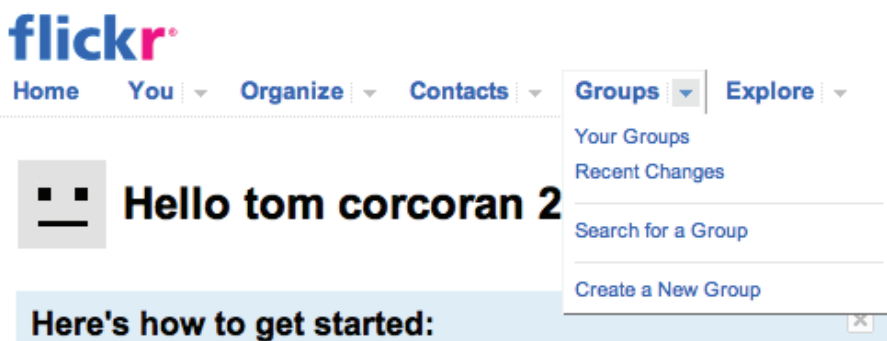 flickr®
Home You Organize Contacts Groups Explore
Your Groups
Recent Changes
Hello tom corcoran 2
Search for a Group
Create a New Group
Here's how to get started: